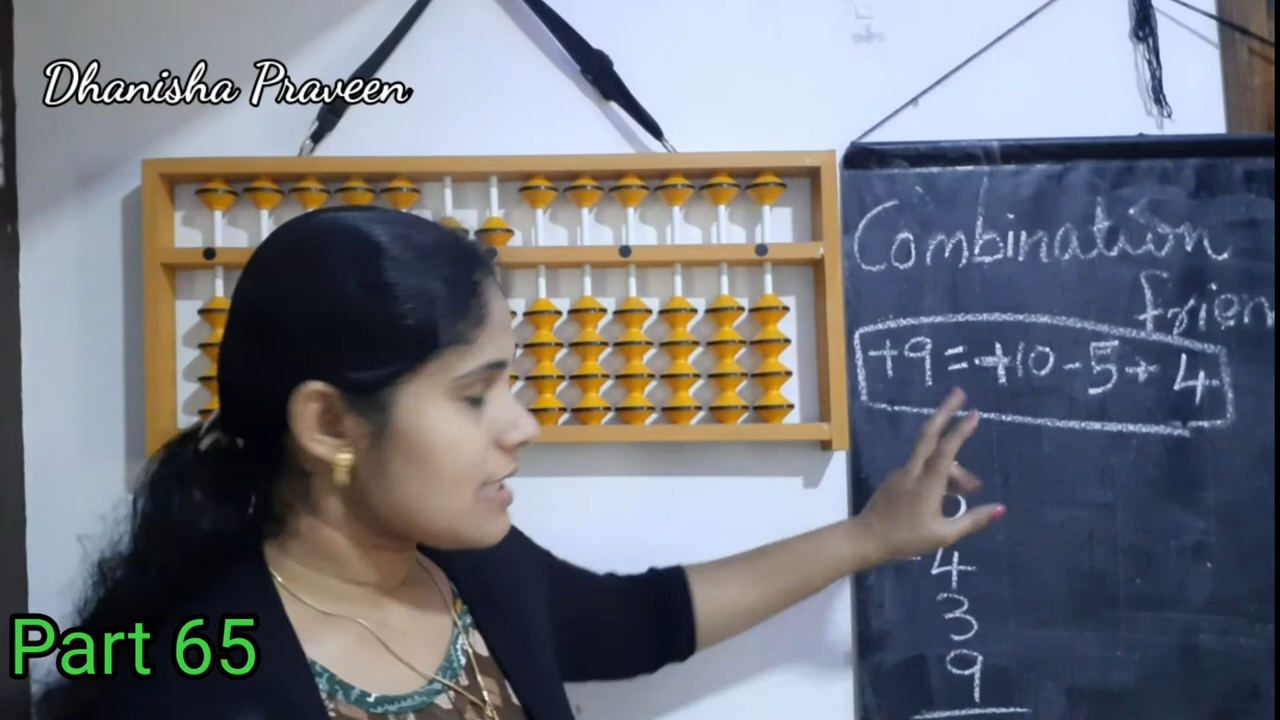 Dhanisha Praveen
Combination
frien
+9=+10-5+4
4
3
9
Part 65